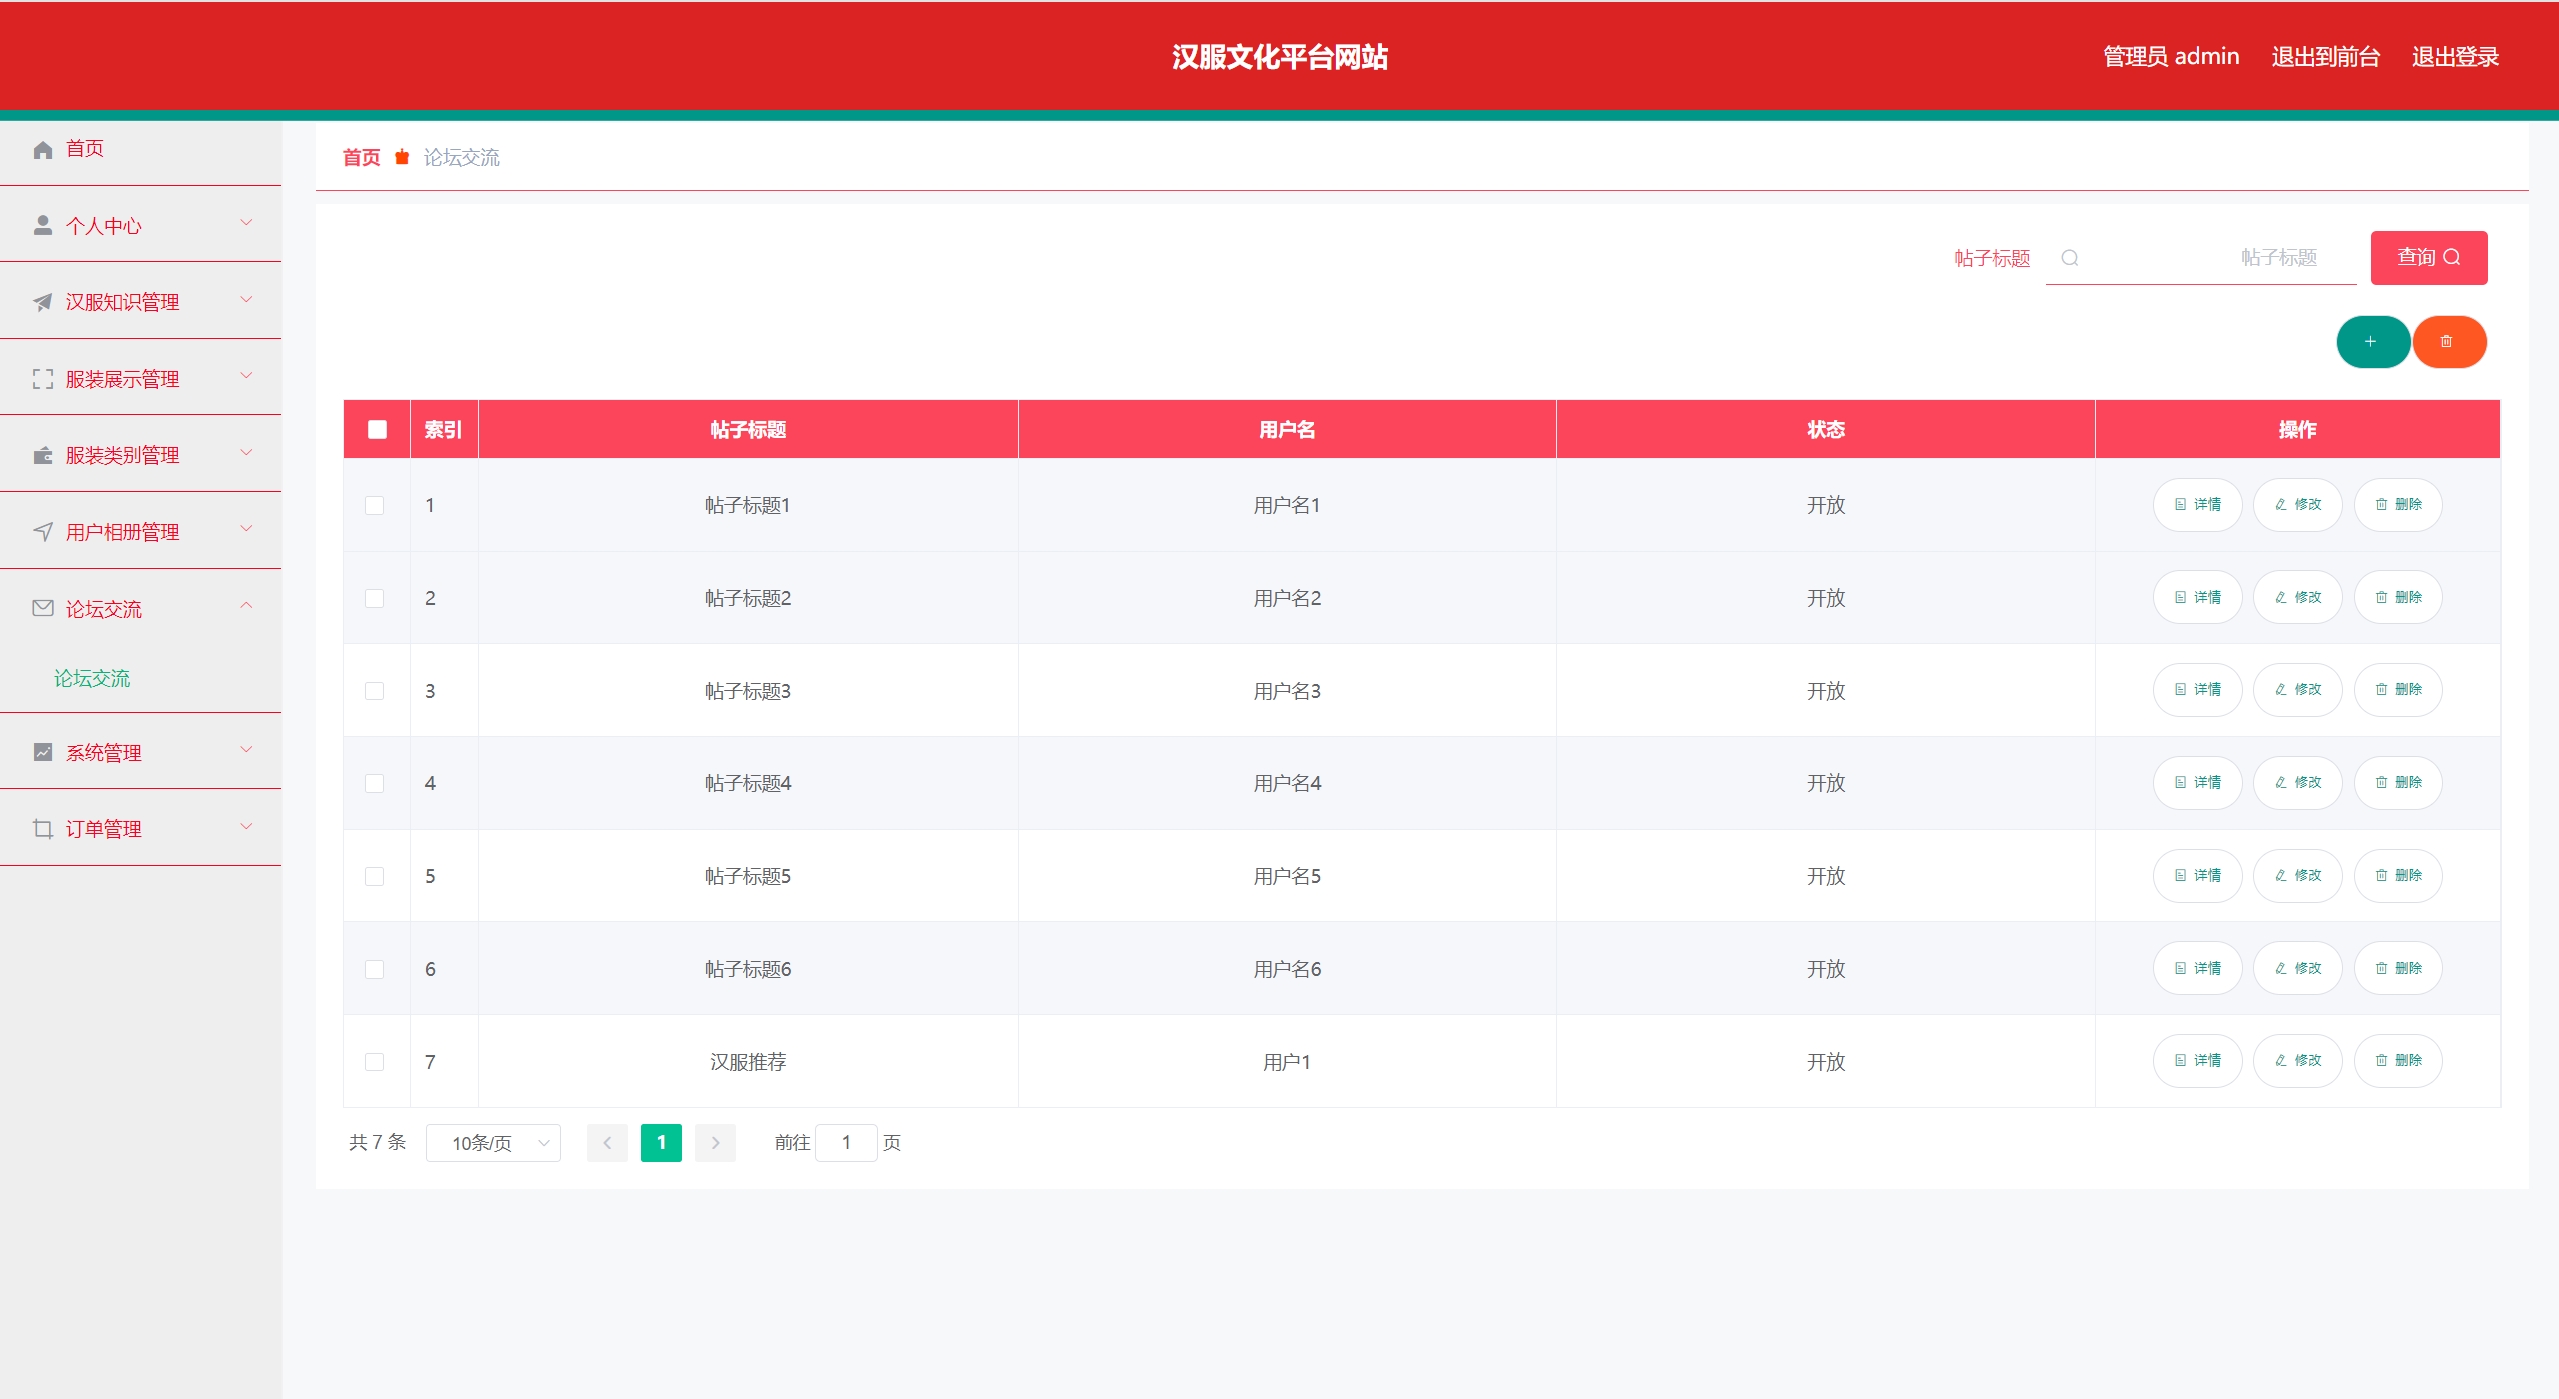 汉服文化平台网站
管理员 admin 退出到前台 退出登录
首页
个人中心
汉服知识管理
服装展示管理
服装类别管理
用户相册管理
论坛交流
论坛交流
系统管理
订单管理
首页 论坛交流
帖子标题 帖子标题 查询
索引 帖子标题 用户名 状态 操作
1 帖子标题1 用户名1 开放 详情 修改 删除
2 帖子标题2 用户名2 开放 详情 修改 删除
3 帖子标题3 用户名3 开放 详情 修改 删除
4 帖子标题4 用户名4 开放 详情 修改 删除
5 帖子标题5 用户名5 开放 详情 修改 删除
6 帖子标题6 用户名6 开放 详情 修改 删除
7 汉服推荐 用户1 开放 详情 修改 删除
共 7 条 10条/页 1 前往 1 页